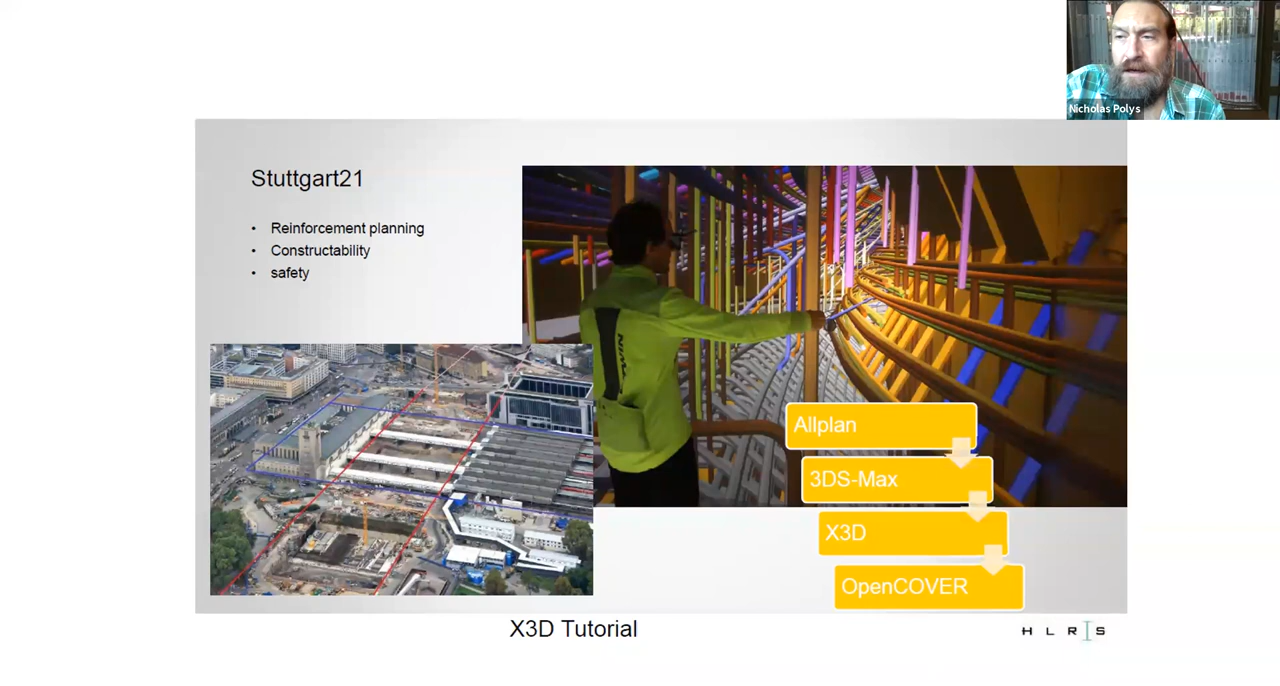 Nicholas Polys
Stuttgart21
• Reinforcement planning
• Constructability
• safety
Allplan
3DS-Max
X3D
OpenCOVER
X3D Tutorial
H L R I S